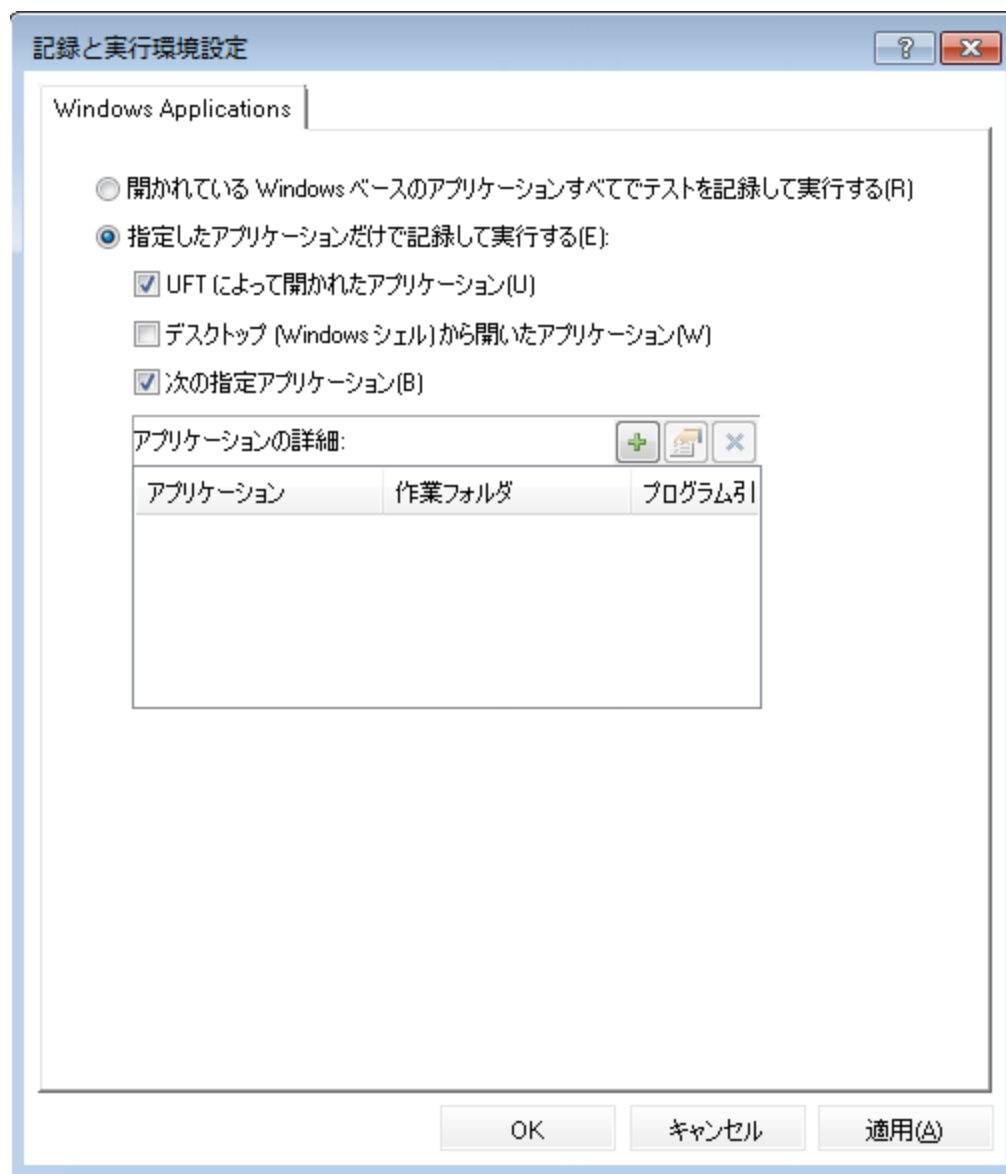 記録と実行環境設定
Windows Applications
開かれている Windows ベースのアプリケーションすべてでテストを記録して実行する(R)
指定したアプリケーションだけで記録して実行する(E):
UFT によって開かれたアプリケーション(U)
デスクトップ (Windows シェル) から開いたアプリケーション(W)
次の指定アプリケーション(B)
アプリケーションの詳細:
アプリケーション 作業フォルダ プログラム引
OK キャンセル 適用(A)